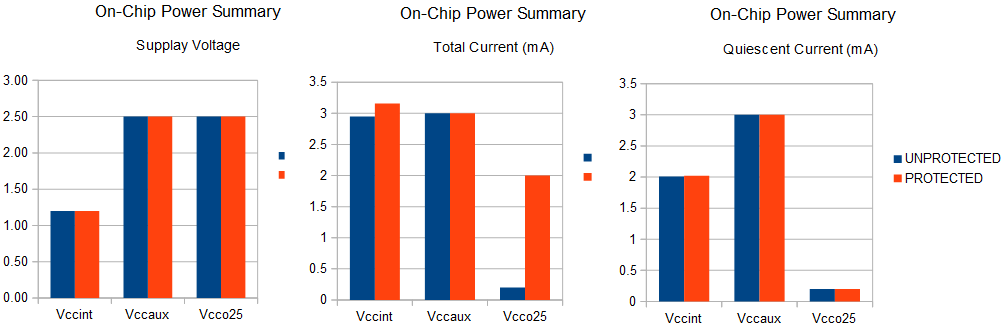 On-Chip Power Summary
Supplay Voltage
3.00
2.50
2.00
1.50
1.00
0.50
0.00
Vccint Vccaux Vcco25
On-Chip Power Summary
Total Current (mA)
3.5
3
2.5
2
1.5
1
0.5
0
Vccint Vccaux Vcco25
On-Chip Power Summary
Quiescent Current (mA)
3.5
3
2.5
2
1.5
1
0.5
0
Vccint Vccaux Vcco25
UNPROTECTED
PROTECTED